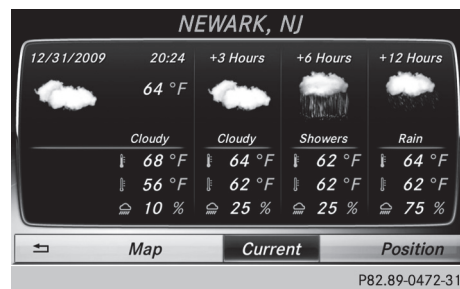 NEWARK, NJ
12/31/2009 20:24 +3 Hours +6 Hours +12 Hours
64 °F
Cloudy Cloudy Showers Rain
68 °F 64 °F 62 °F 64 °F
56 °F 62 °F 62 °F 62 °F
10 % 25 % 25 % 75 %
Map Current Position
P82.89-0472-31